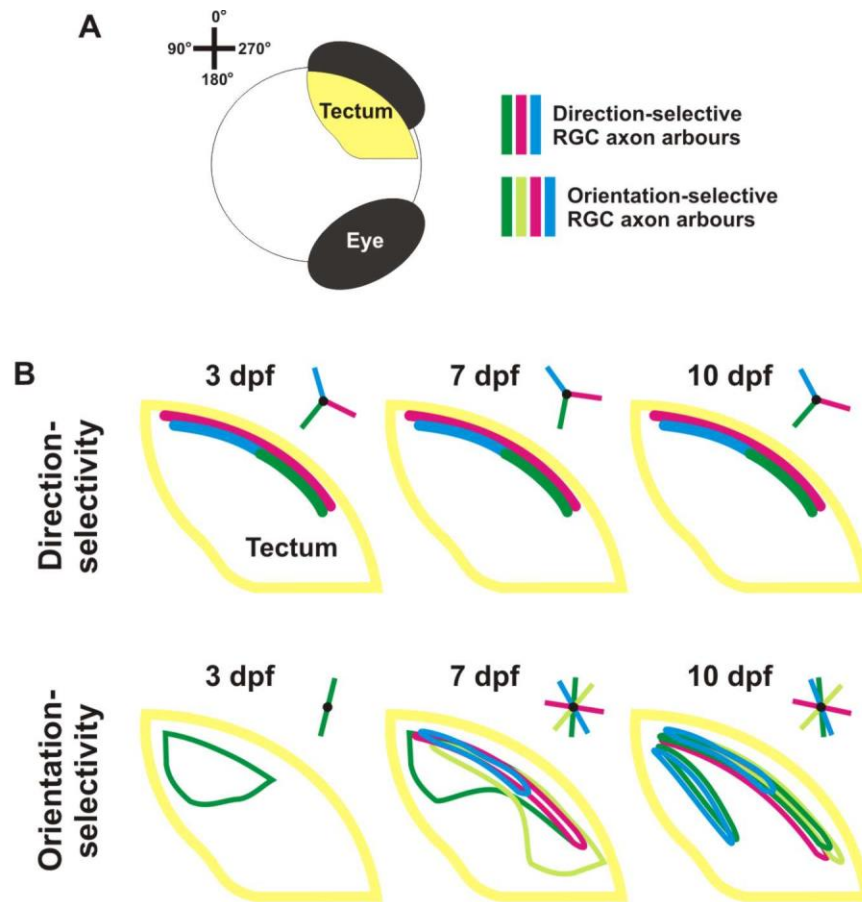 A
0°
90°
270°
180°
Tectum
Eye
Direction-selective
RGC axon arbours
Orientation-selective
RGC axon arbours
B
Direction-
selectivity
3 dpf
7 dpf
10 dpf
Tectum
Orientation-
selectivity
3 dpf
7 dpf
10 dpf